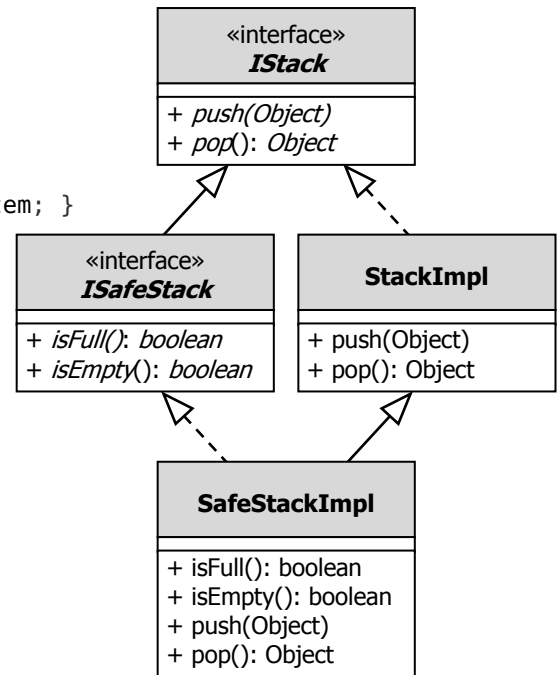 «interface»
IStack
+ push(Object)
+ pop(): Object
em; }
«interface»
ISafeStack
+ isFull(): boolean
+ isEmpty(): boolean
StackImpl
+ push(Object)
+ pop(): Object
SafeStackImpl
+ isFull(): boolean
+ isEmpty(): boolean
+ push(Object)
+ pop(): Object